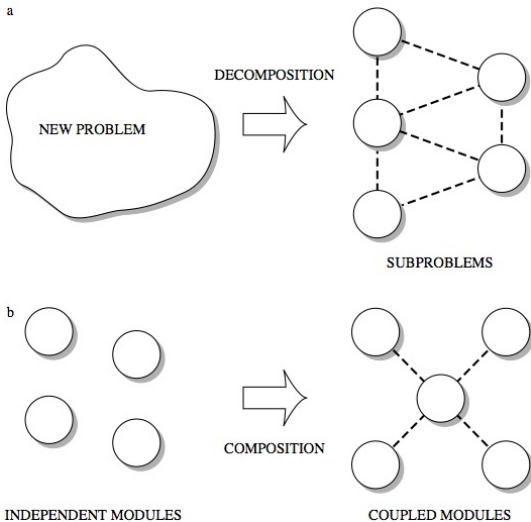 a
DECOMPOSITION
NEW PROBLEM
SUBPROBLEMS
b
COMPOSITION
INDEPENDENT MODULES
COUPLED MODULES